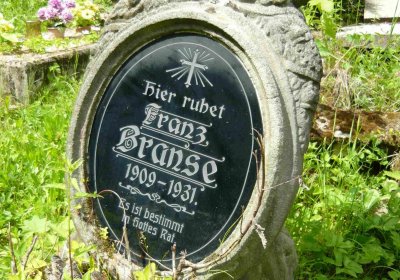 Hier ruhet
Franz
Branse
1909-1931.
Es ist bestimmt
in Gottes Rat